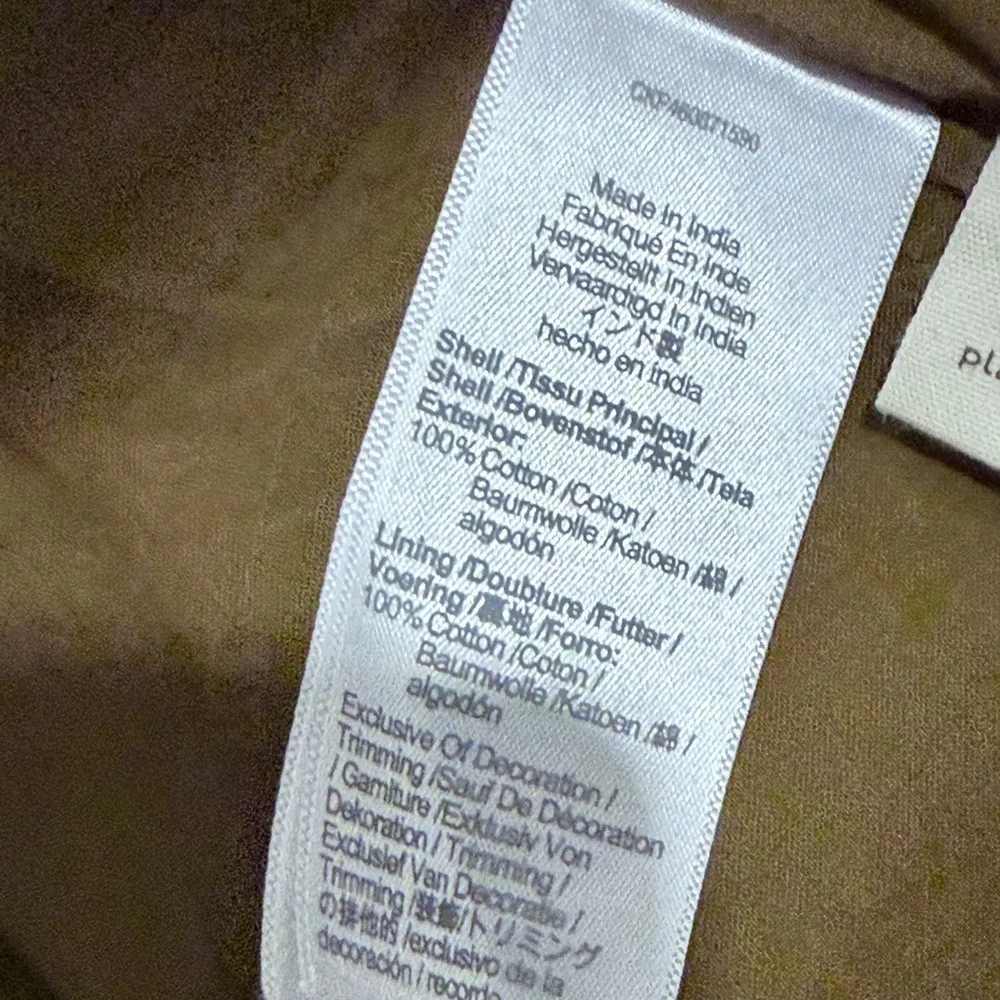 Made In India
Fabriqué En Inde
Hergestellt In Indien
Vervaardigd In India
インド製
hecho en india
Shell /Tissu Principal /
Shell /Bovenstof /本体 /Tela
Exterior:
100% Cotton /Coton /
Baumwolle /Katoen /綿 /
algodón
Lining /Doublure /Futter /
Voering /裏地 /Forro:
100% Cotton /Coton /
Baumwolle /Katoen /綿 /
algodón
Exclusive Of Decoration /
Trimming /Sauf De Décoration
/ Garniture /Exklusiv Von
Dekoration / Trimming /
Exclusief Van Decoratie /
Trimming /装飾/トリミング
の排他的 /exclusivo de la
decoración /